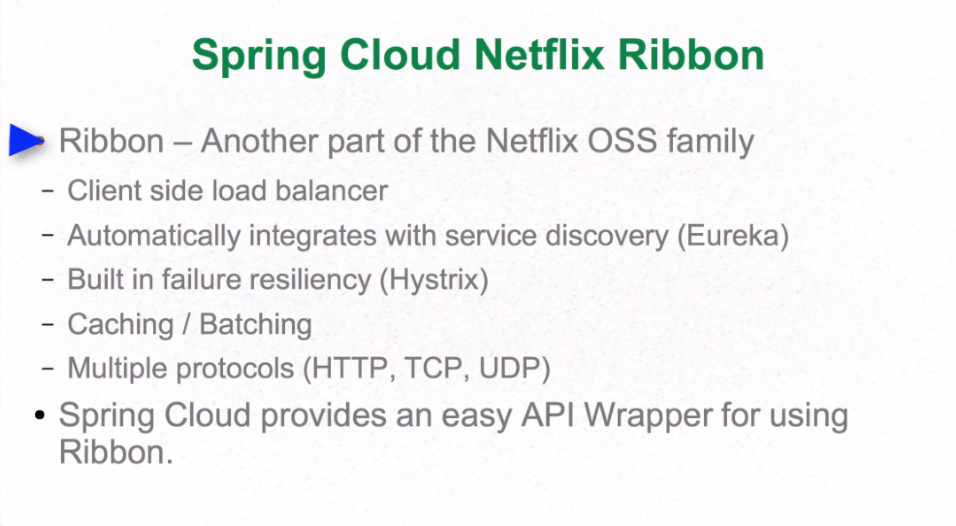 Spring Cloud Netflix Ribbon
Ribbon – Another part of the Netflix OSS family
– Client side load balancer
– Automatically integrates with service discovery (Eureka)
– Built in failure resiliency (Hystrix)
– Caching / Batching
– Multiple protocols (HTTP, TCP, UDP)
• Spring Cloud provides an easy API Wrapper for using
Ribbon.